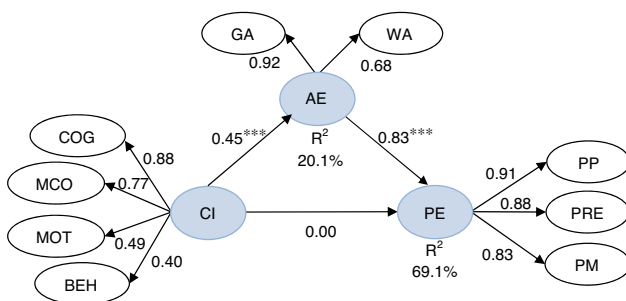 GA
WA
0.92
0.68
AE
R²
20.1%
COG
MCO
MOT
BEH
0.88
0.77
0.49
0.40
0.45***
0.83***
CI
0.00
PE
R²
69.1%
0.91
0.88
0.83
PP
PRE
PM